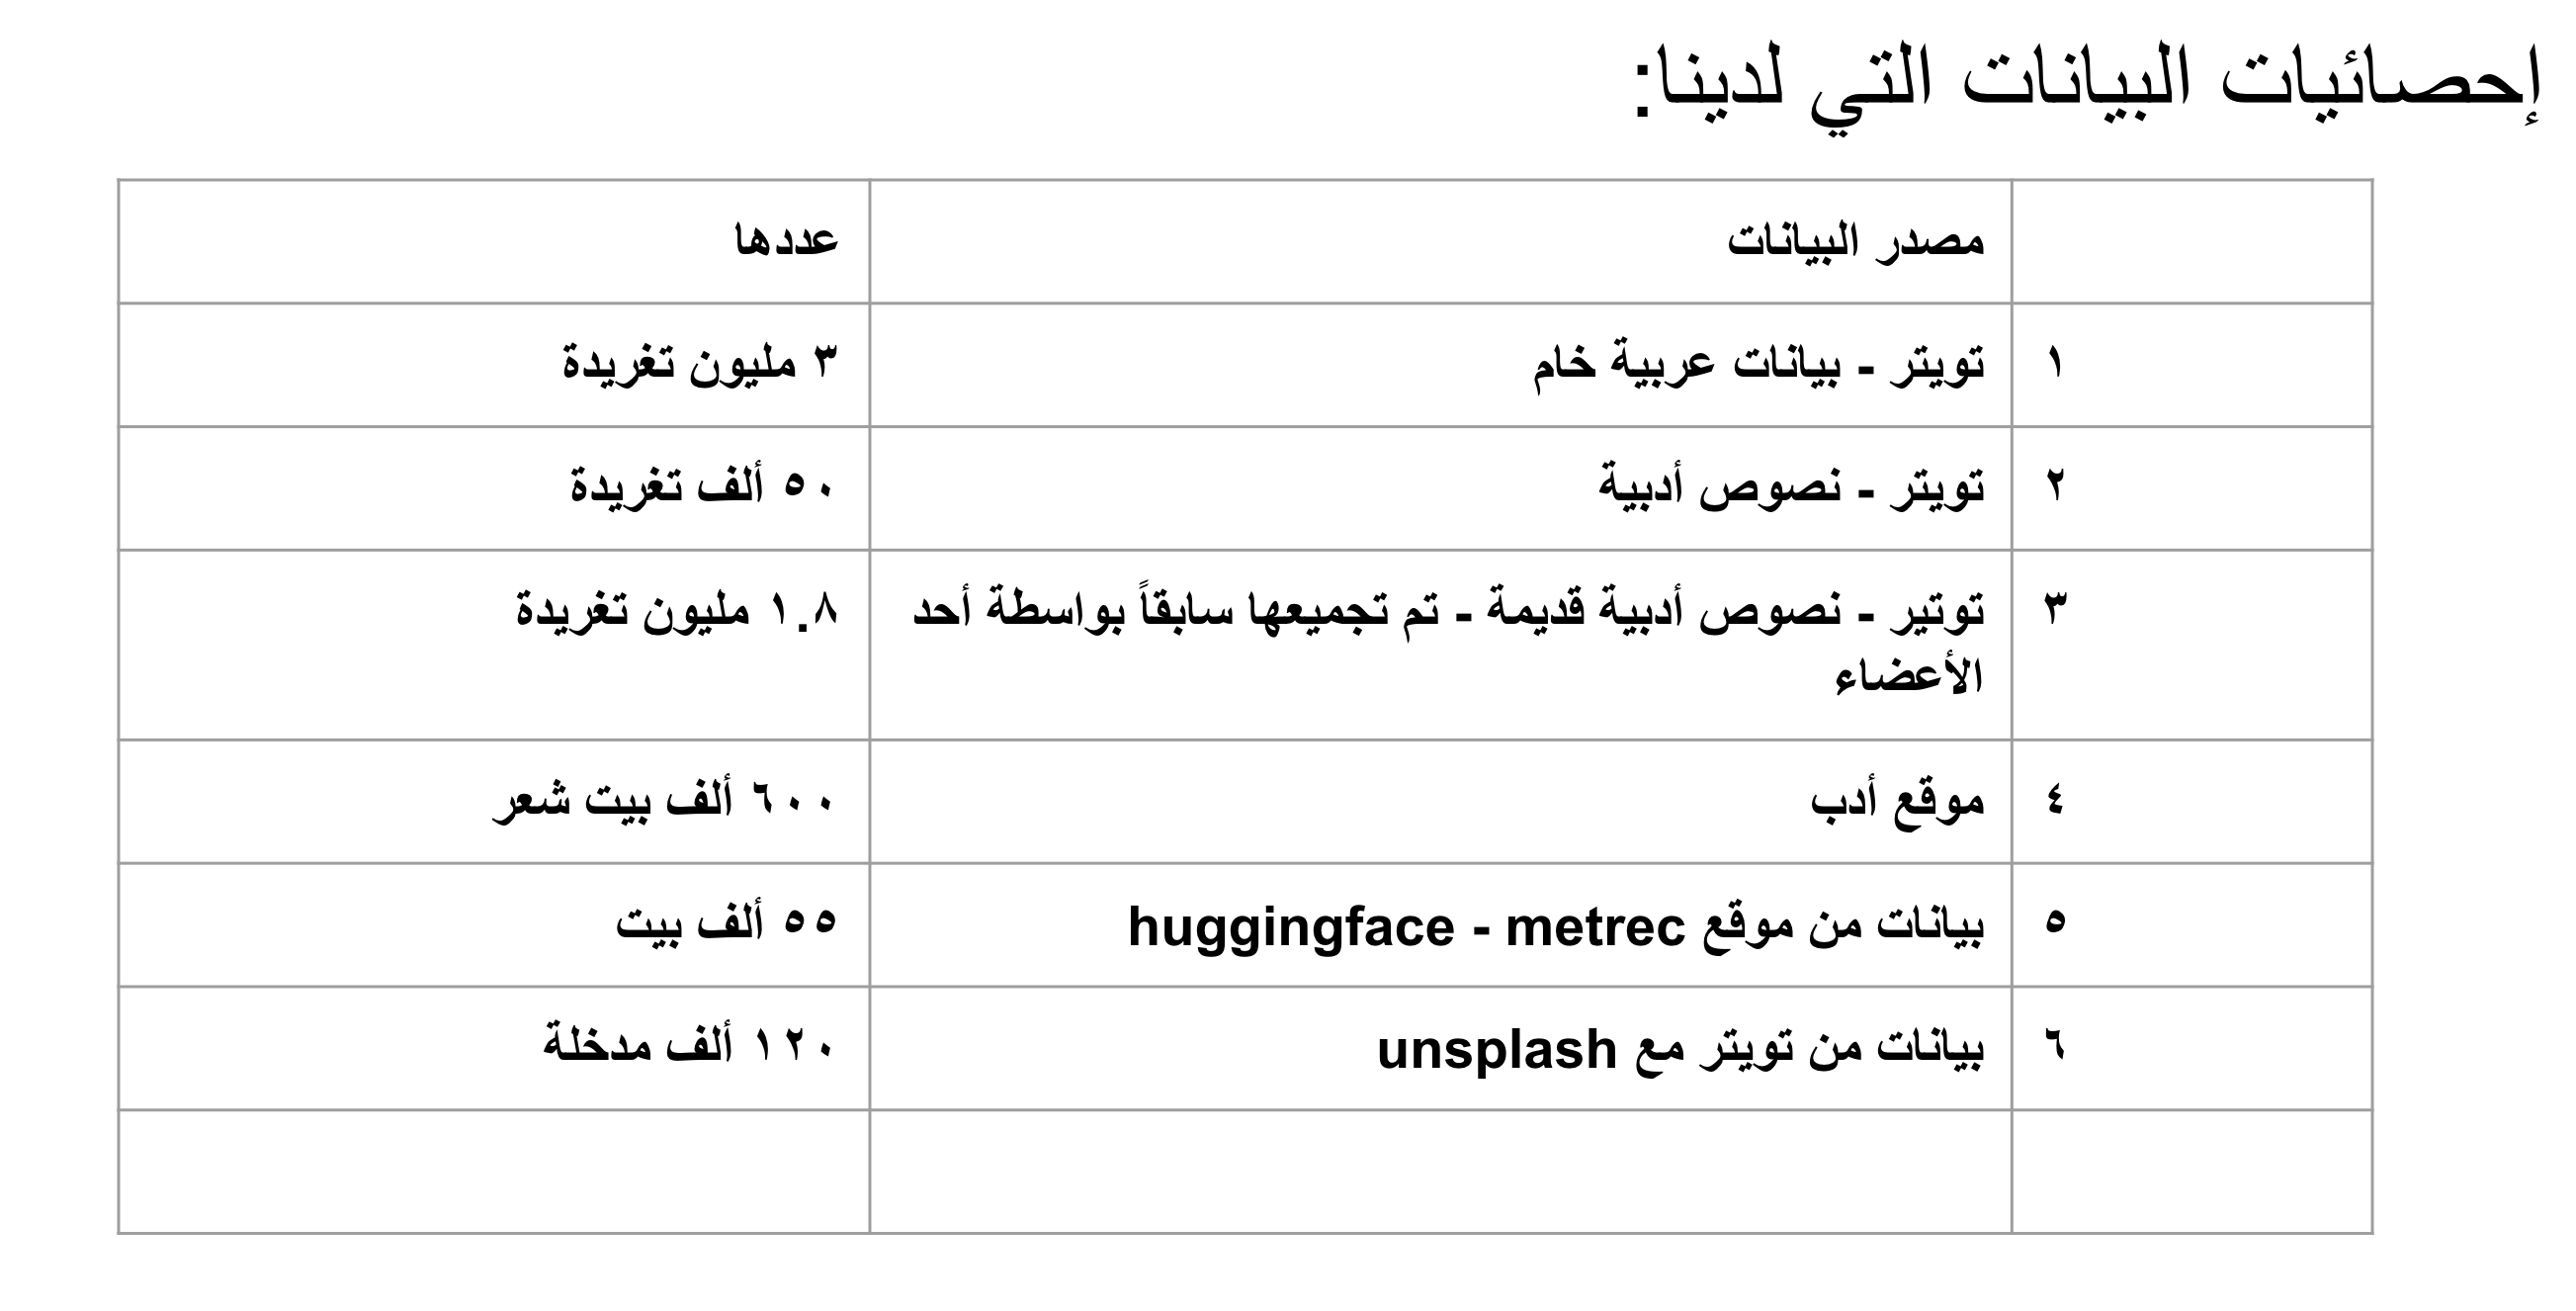 إحصائيات البيانات التي لدينا:
مصدر البيانات
عددها
١
تويتر - بيانات عربية خام
٣ مليون تغريدة
٢
تويتر - نصوص أدبية
٥٠ ألف تغريدة
٣
توتير - نصوص أدبية قديمة - تم تجميعها سابقاً بواسطة أحد
الأعضاء
١.٨ مليون تغريدة
٤
موقع أدب
٦٠٠ ألف بيت شعر
٥
بيانات من موقع huggingface - metrec
٥٥ ألف بيت
٦
بيانات من تويتر مع unsplash
١٢٠ ألف مدخلة